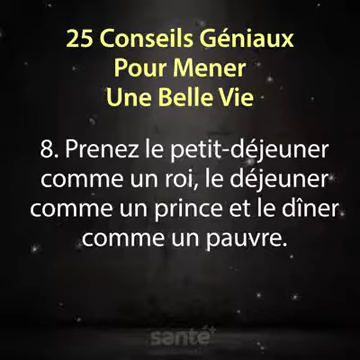 25 Conseils Géniaux
Pour Mener
Une Belle Vie
8. Prenez le petit-déjeuner
comme un roi, le déjeuner
comme un prince et le dîner
comme un pauvre.
santé+